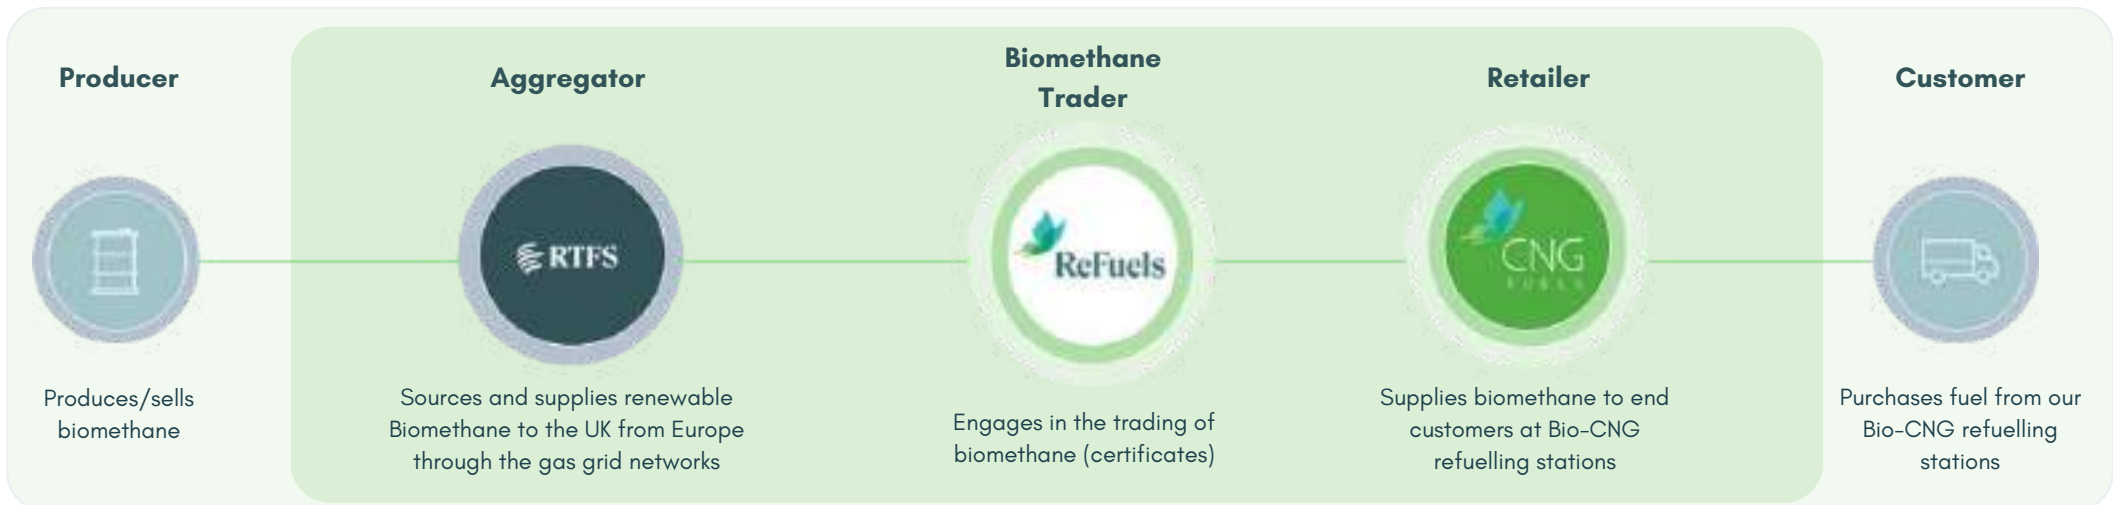 Producer
Aggregator
Biomethane
Trader
Retailer
Customer
RTFS
ReFuels
CNG
FUELS
Produces/sells
biomethane
Sources and supplies renewable
Biomethane to the UK from Europe
through the gas grid networks
Engages in the trading of
biomethane (certificates)
Supplies biomethane to end
customers at Bio-CNG
refuelling stations
Purchases fuel from our
Bio-CNG refuelling
stations